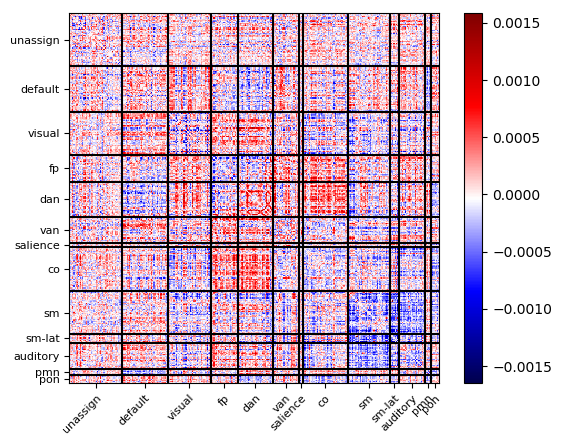 unassign
default
visual
fp
dan
van
salience
co
sm
sm-lat
auditory
pmn
pon
unassign
default
visual
fp
dan
van
salience
co
sm
sm-lat
auditory
pmn
pon
0.0015
0.0010
0.0005
0.0000
−0.0005
−0.0010
−0.0015